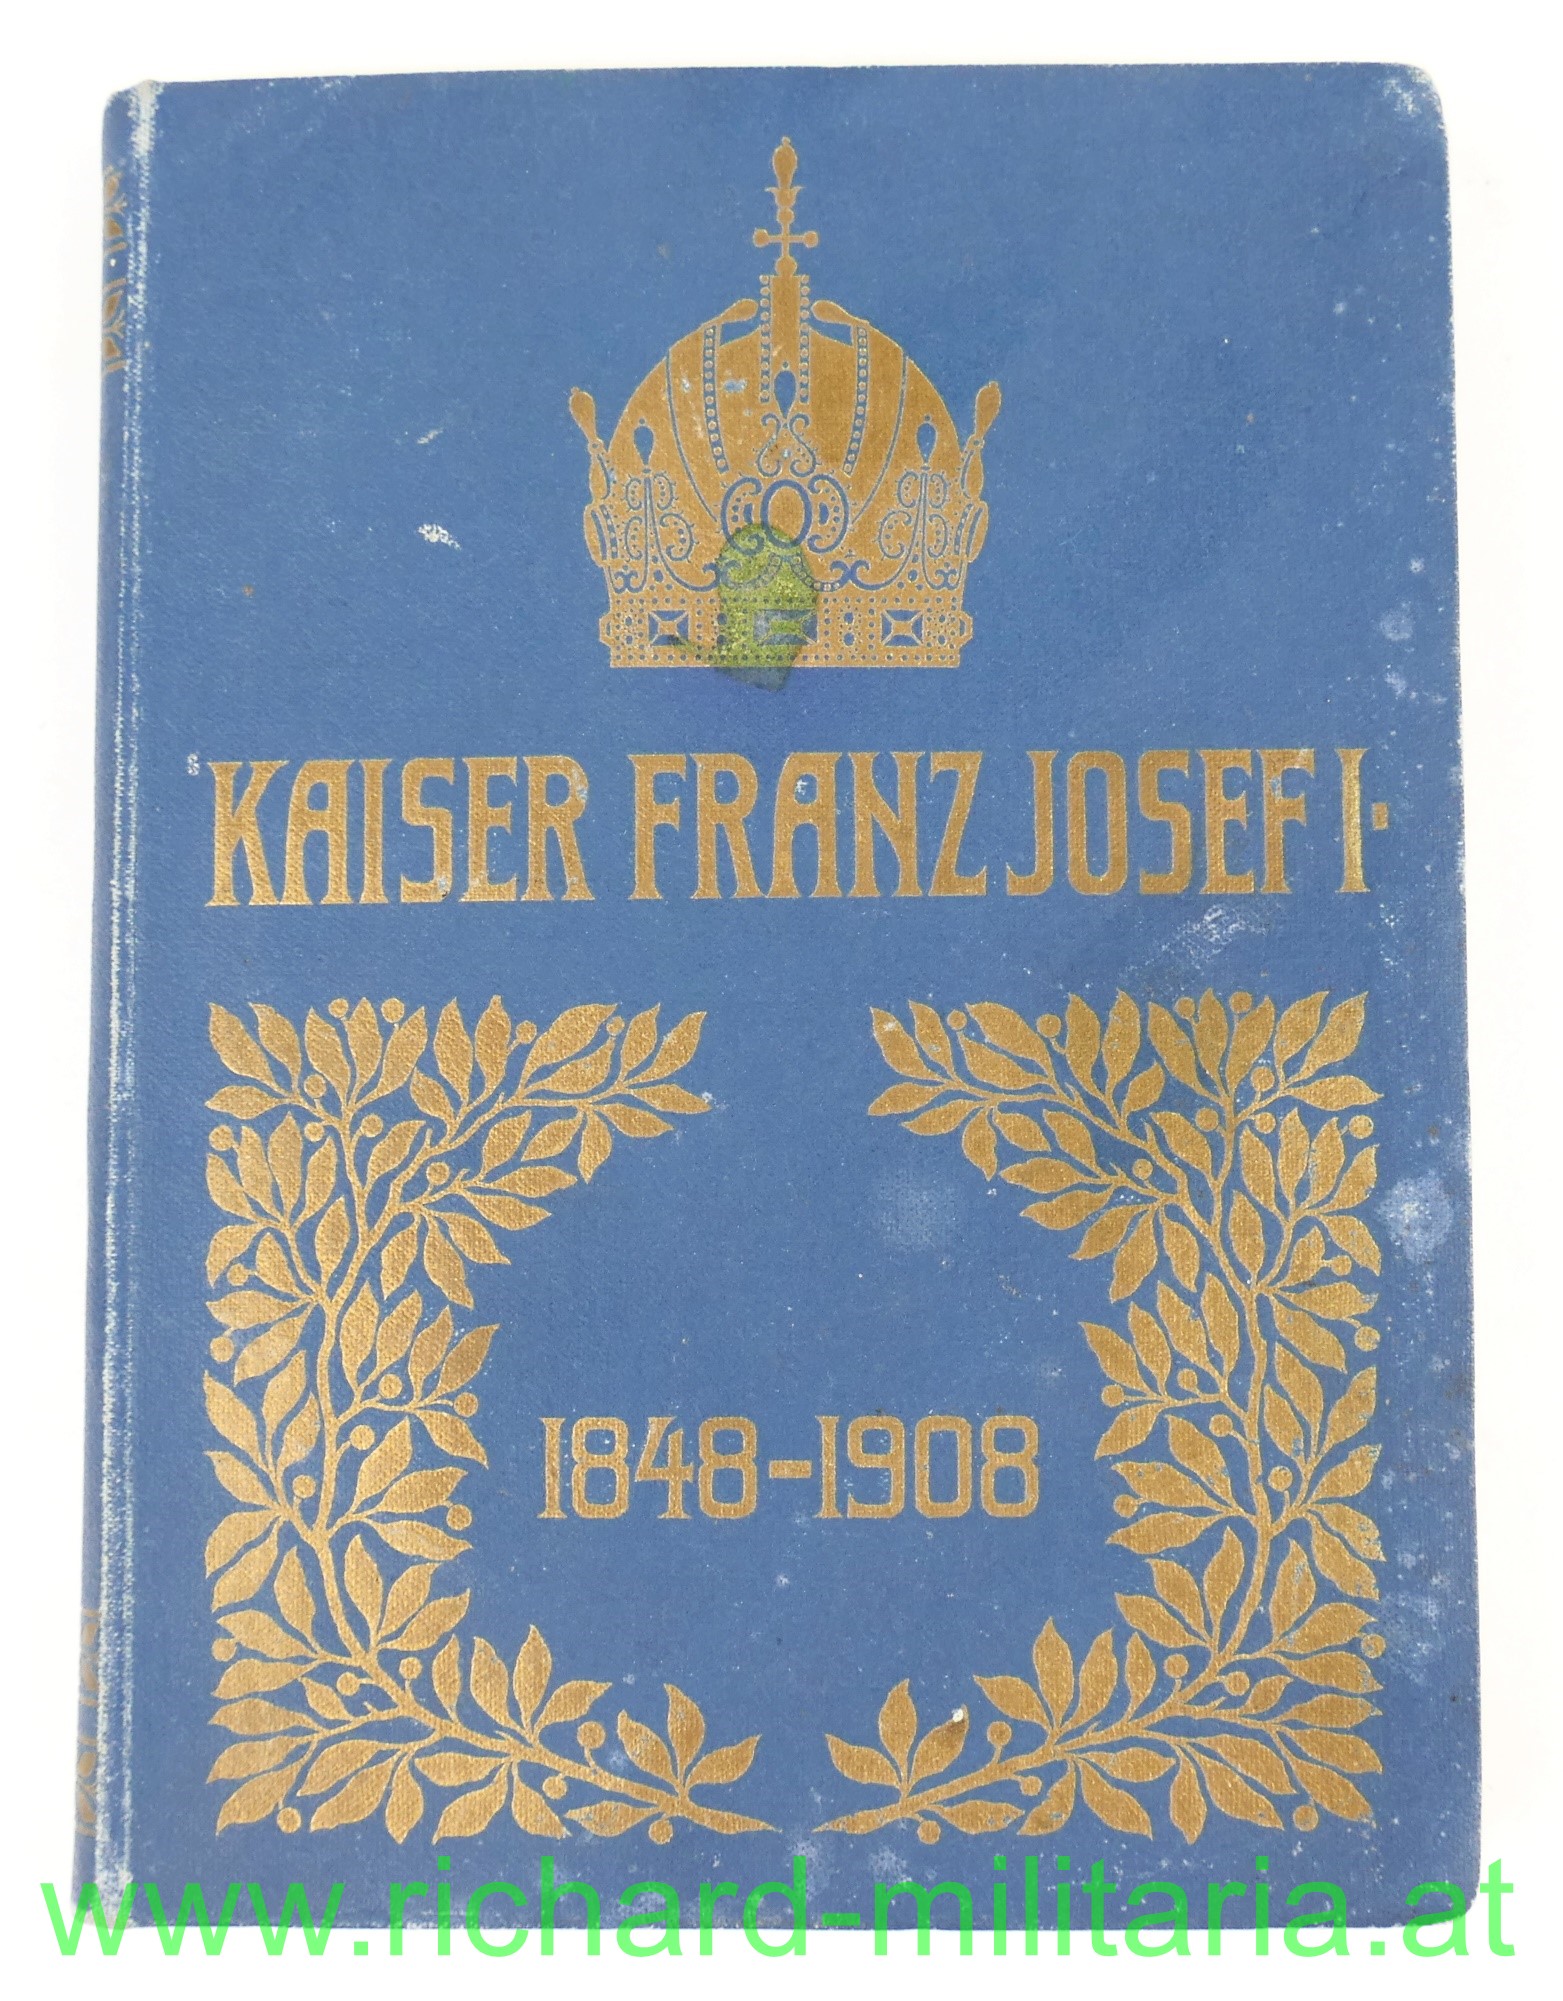 KAISER FRANZ JOSEF I.
1848-1908
www.richard-militaria.at